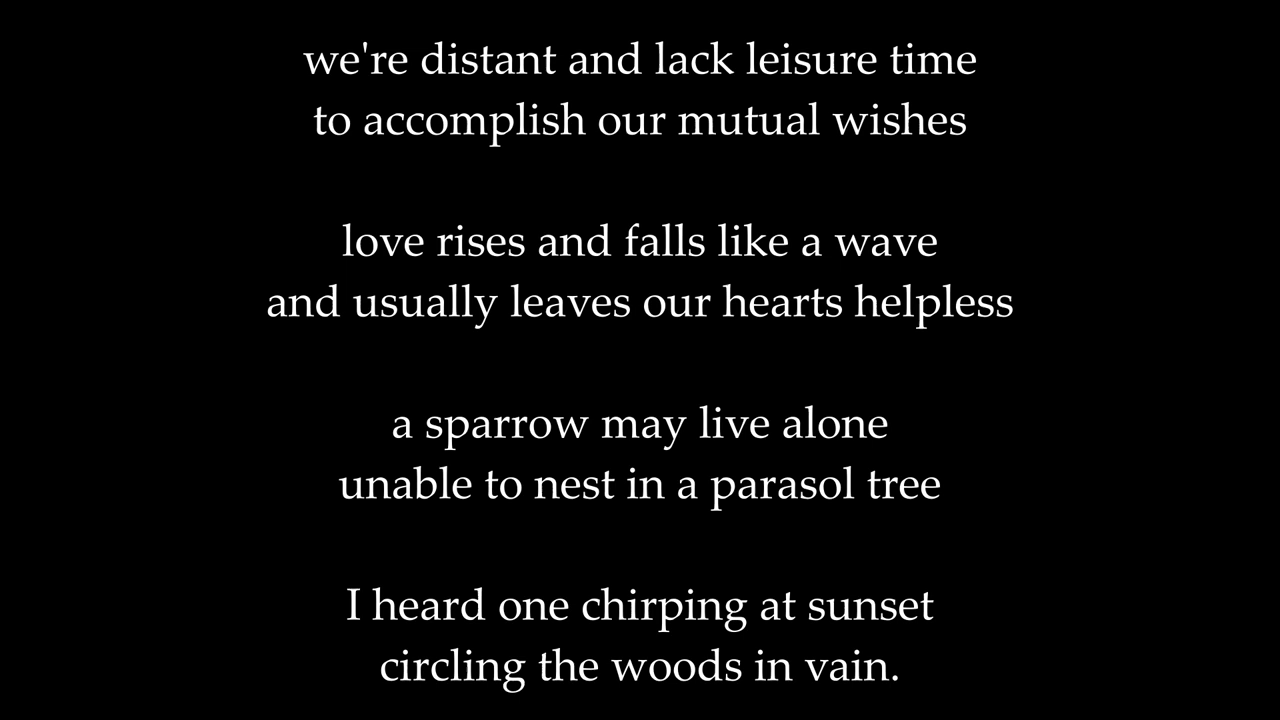 we're distant and lack leisure time
to accomplish our mutual wishes
love rises and falls like a wave
and usually leaves our hearts helpless
a sparrow may live alone
unable to nest in a parasol tree
I heard one chirping at sunset
circling the woods in vain.